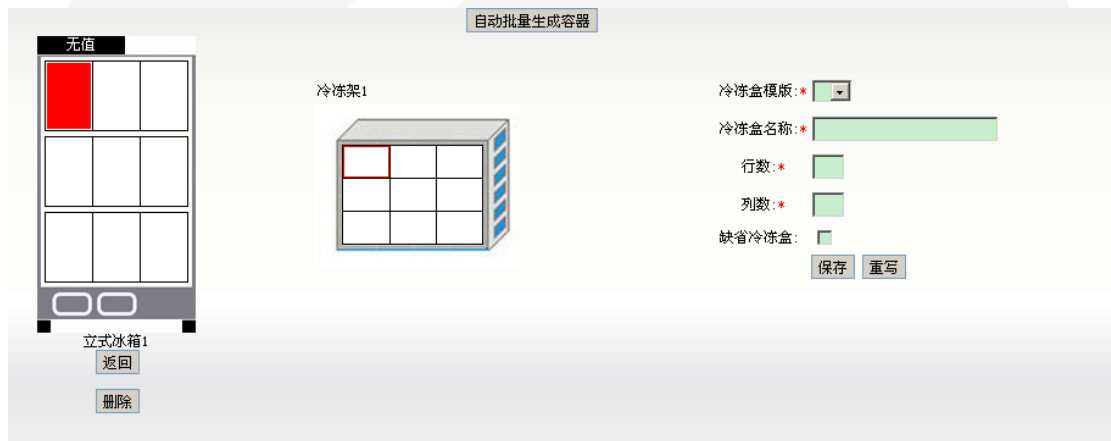 自动批量生成容器
无值
冷冻架1
冷冻盒模版:*
冷冻盒名称:*
行数:*
列数:*
缺省冷冻盒:
保存 重写
立式冰箱1
返回
删除